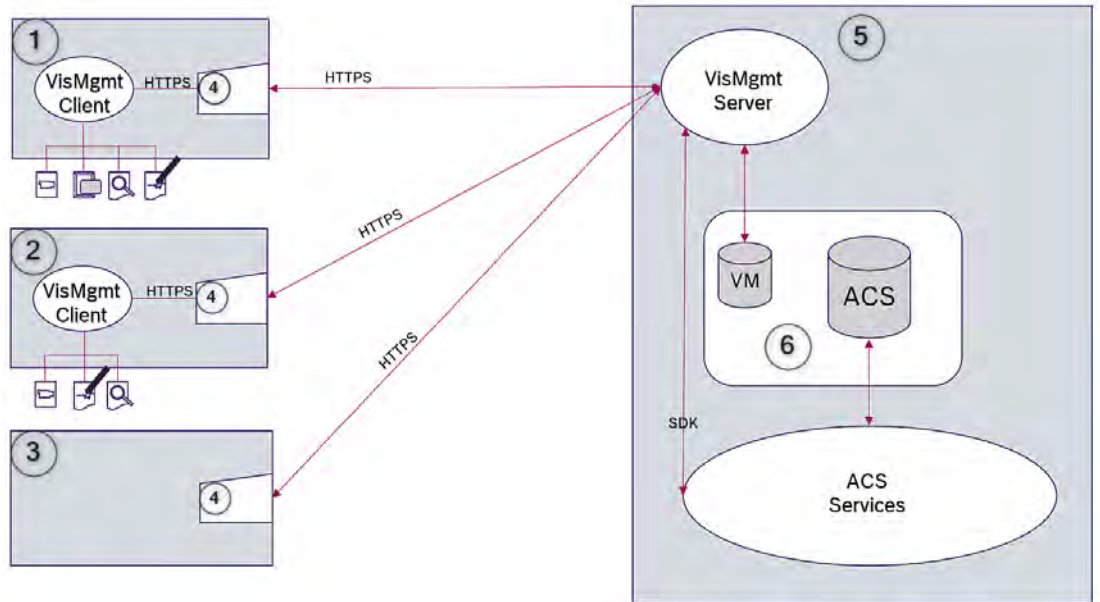 1
VisMgmt
Client
HTTPS
4
HTTPS
VisMgmt
Server
5
2
VisMgmt
Client
HTTPS
4
HTTPS
VM
ACS
6
HTTPS
3
4
SDK
ACS
Services